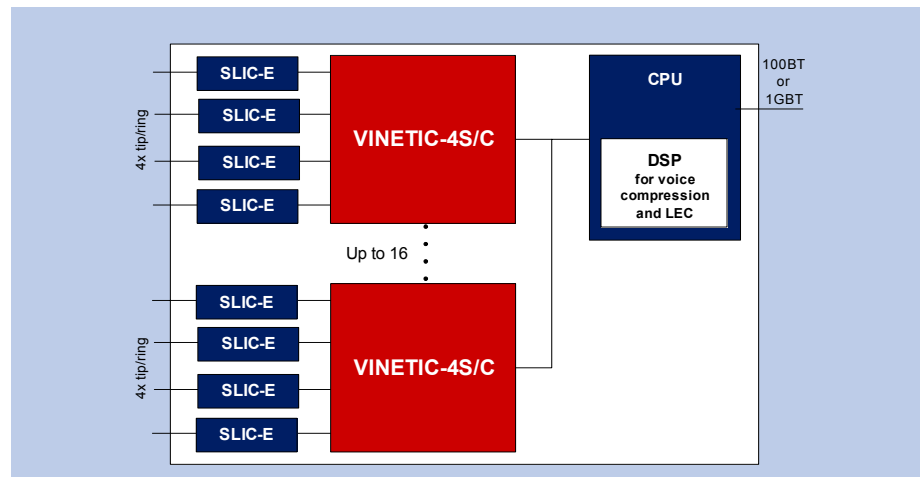 SLIC-E
SLIC-E
SLIC-E
SLIC-E
4x tip/ring
VINETIC-4S/C
CPU
DSP
for voice
compression
and LEC
100BT
or
1GBT
Up to 16
SLIC-E
SLIC-E
SLIC-E
SLIC-E
4x tip/ring
VINETIC-4S/C